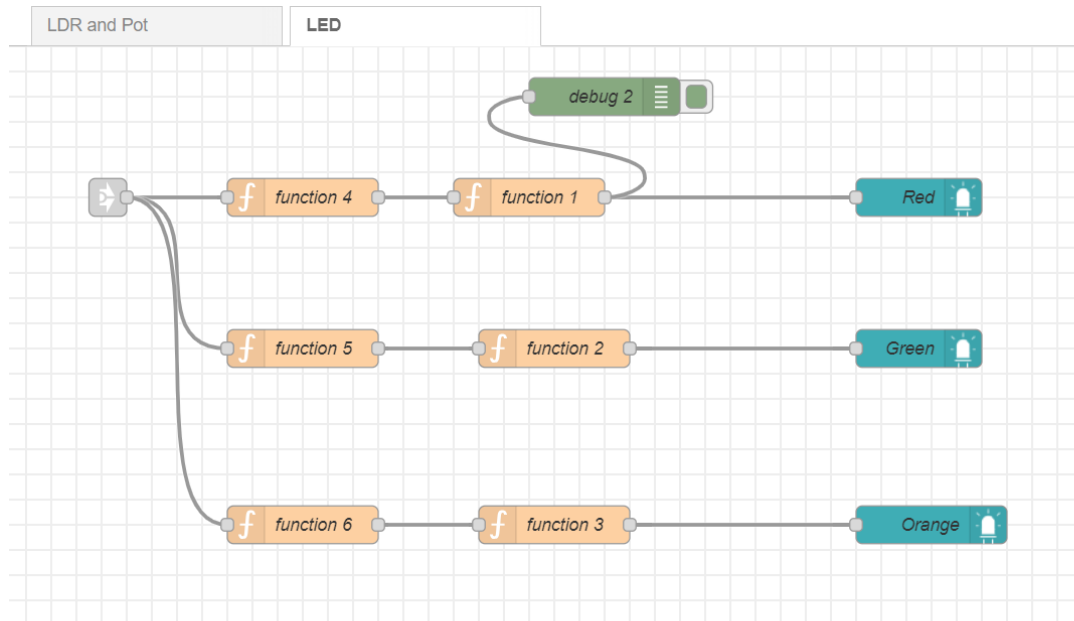 LDR and Pot
LED
debug 2
function 4
function 1
Red
function 5
function 2
Green
function 6
function 3
Orange